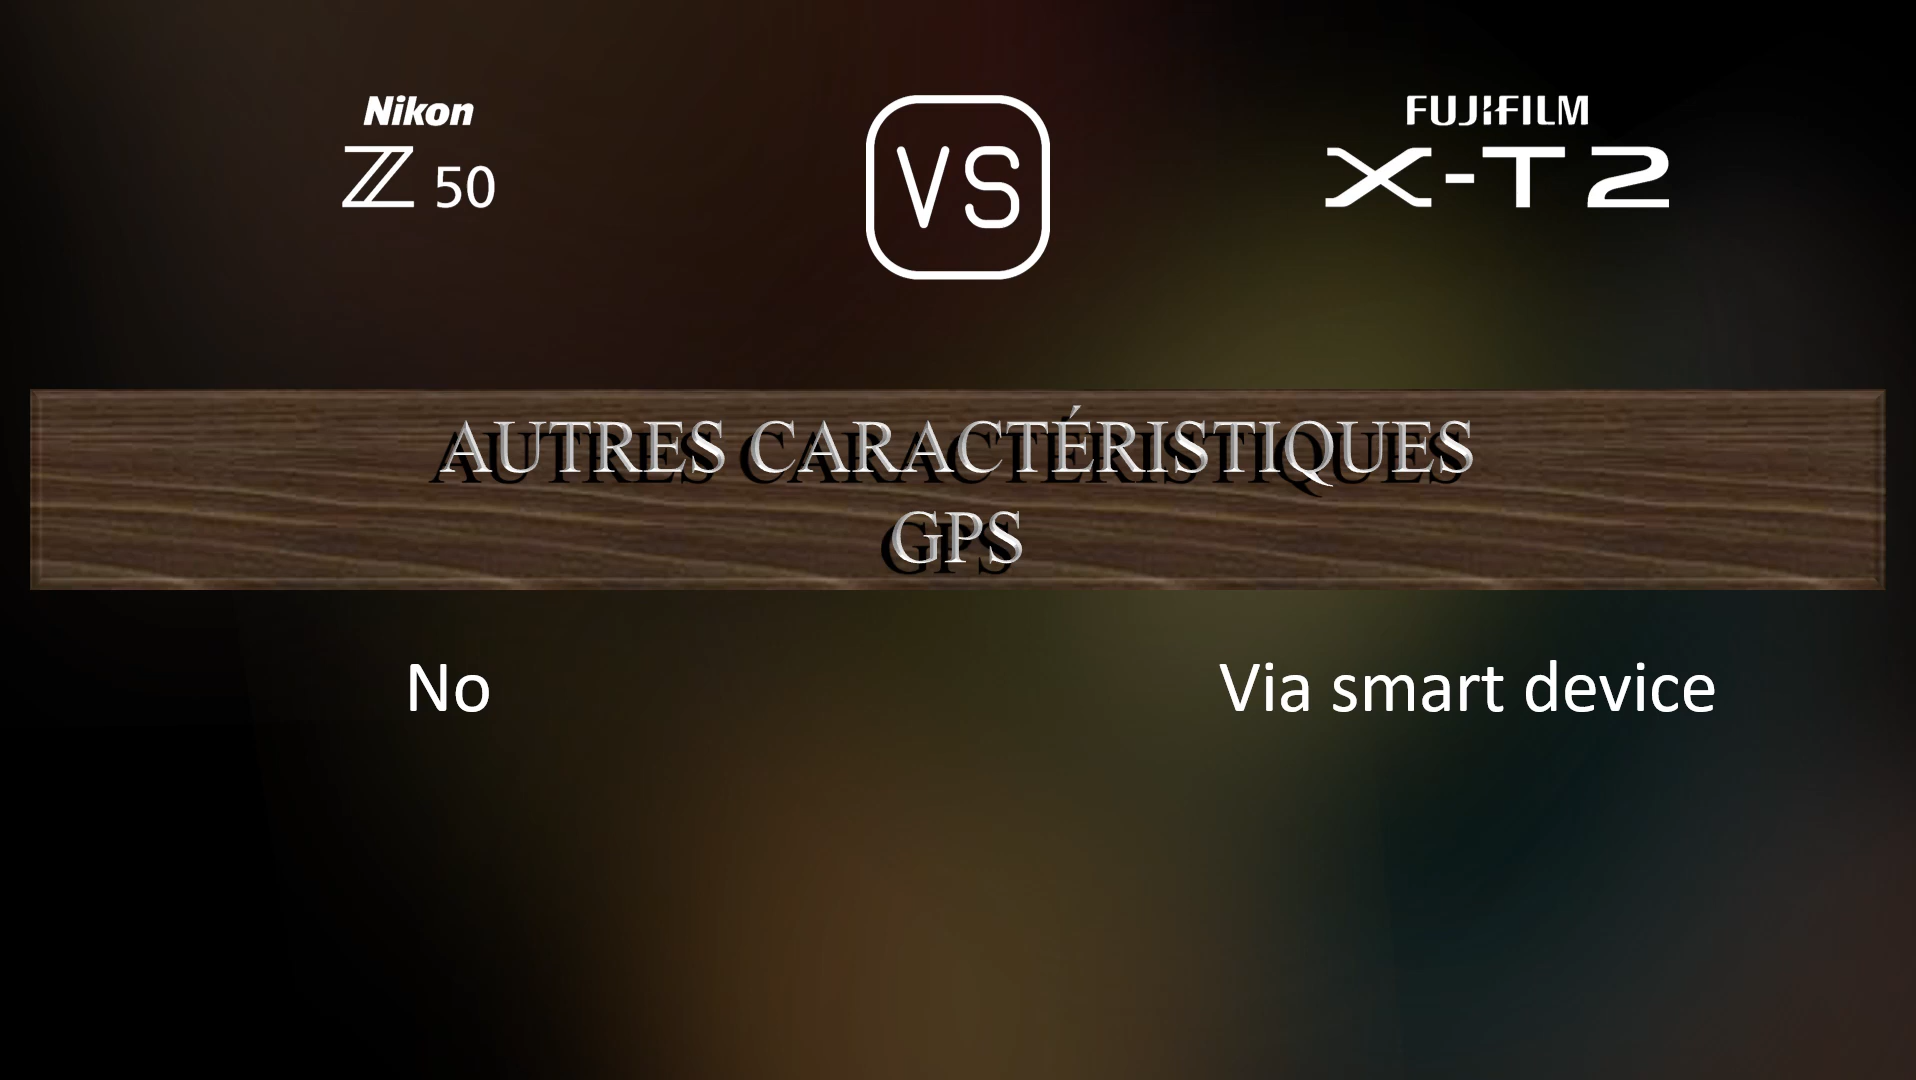 Nikon
Z 50
VS
FUJIFILM
X-T2
AUTRES CARACTÉRISTIQUES
GPS
No
Via smart device